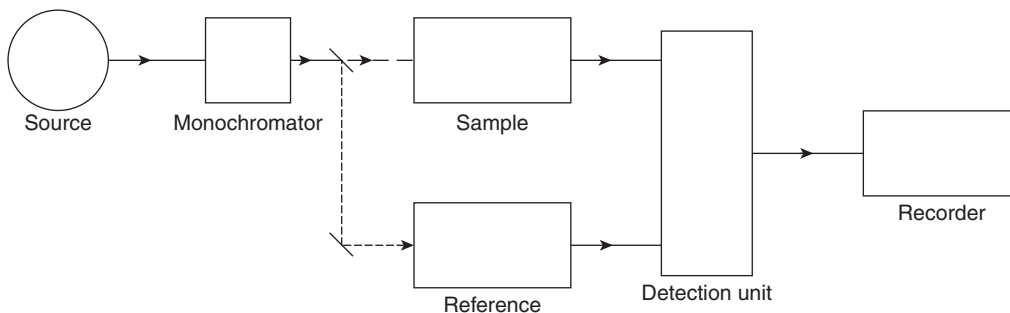 Source
Monochromator
Sample
Recorder
Reference
Detection unit